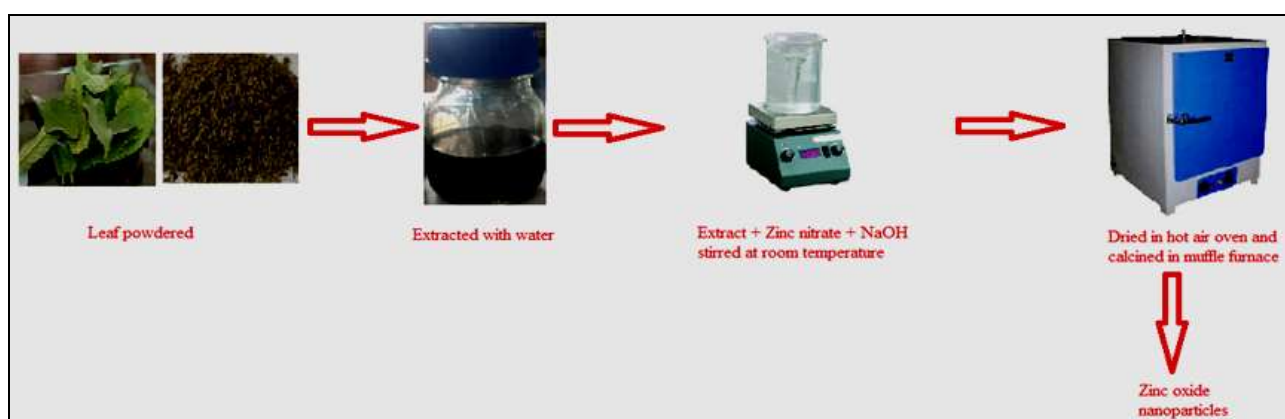 Leaf powdered
Extracted with water
Extract + Zinc nitrate + NaOH
stirred at room temperature
Dried in hot air oven and
calcined in muffle furnace
Zinc oxide
nanoparticles